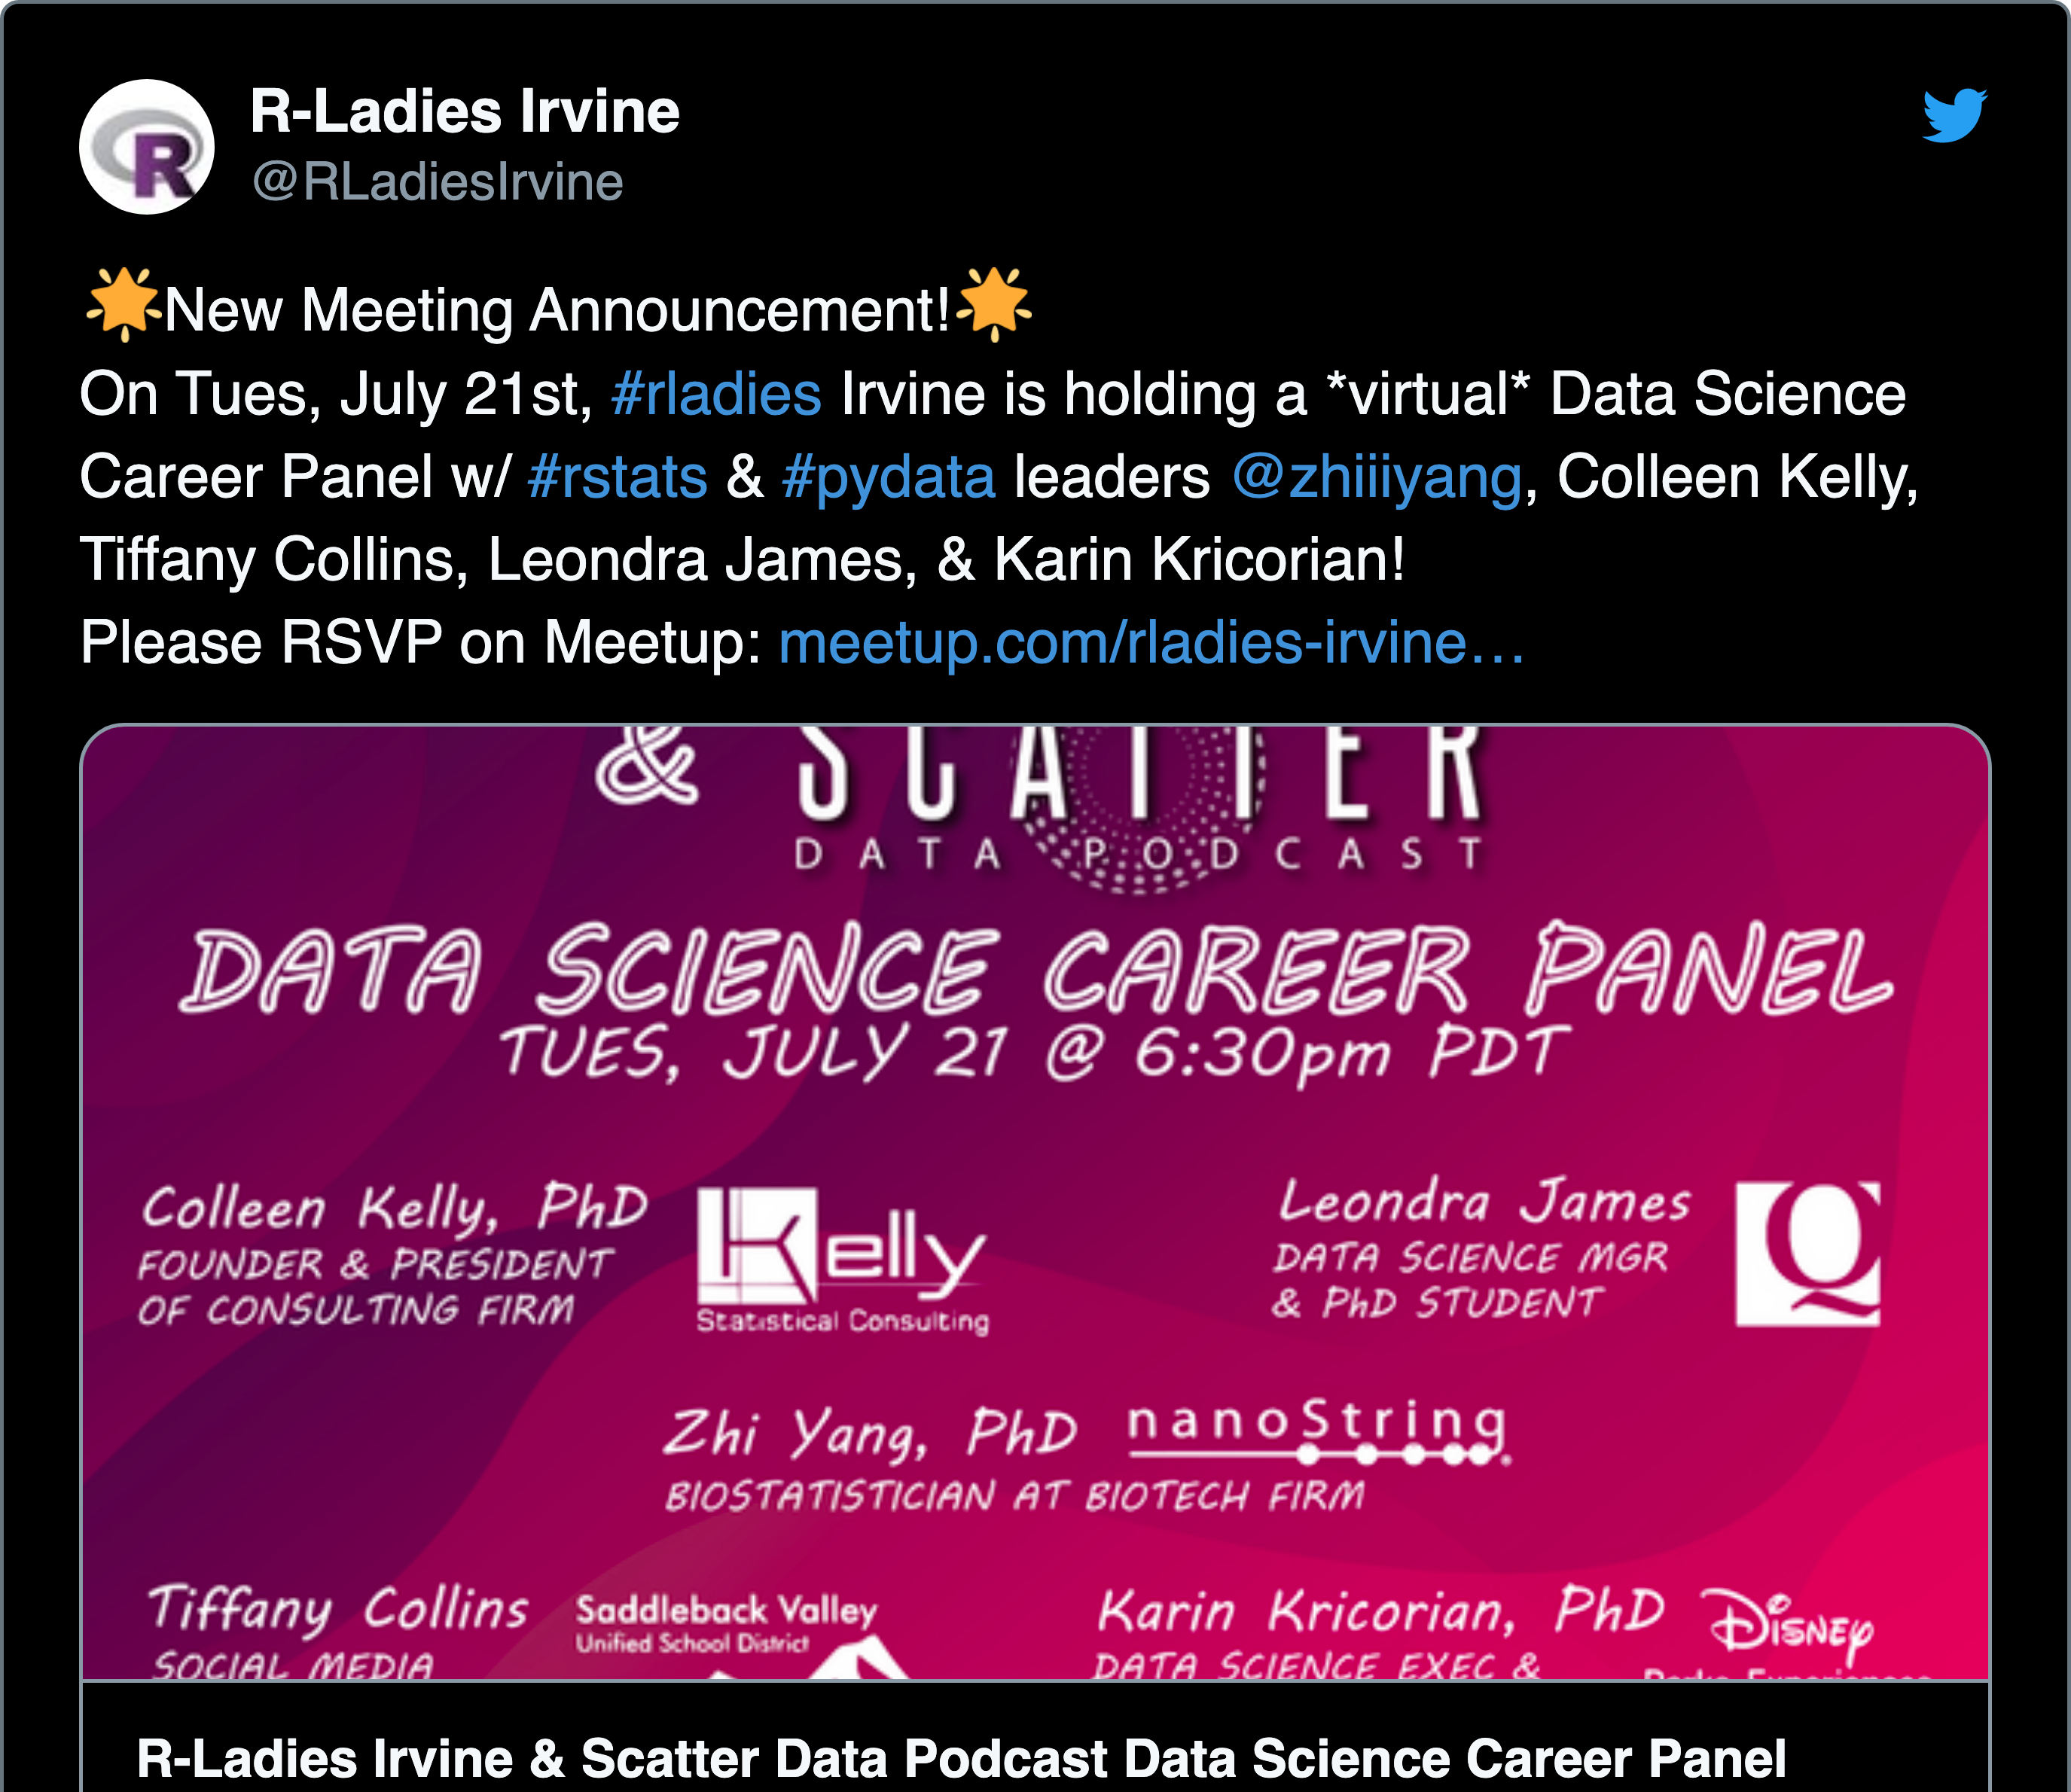 R-Ladies Irvine
@RLadiesIrvine
🌟New Meeting Announcement!🌟
On Tues, July 21st, #rladies Irvine is holding a *virtual* Data Science
Career Panel w/ #rstats & #pydata leaders @zhiiiyang, Colleen Kelly,
Tiffany Collins, Leondra James, & Karin Kricorian!
Please RSVP on Meetup: meetup.com/rladies-irvine…
& SCATTER
DATA PODCAST
DATA SCIENCE CAREER PANEL
TUES, JULY 21 @ 6:30pm PDT
Colleen Kelly, PhD
FOUNDER & PRESIDENT
OF CONSULTING FIRM
Kelly
Statistical Consulting
Leondra James
DATA SCIENCE MGR
& PhD STUDENT
Q
Zhi Yang, PhD
nanoString
BIOSTATISTICIAN AT BIOTECH FIRM
Tiffany Collins
SOCIAL MEDIA
Saddleback Valley
Unified School District
Karin Kricorian, PhD
DATA SCIENCE EXEC &
DISNEY
R-Ladies Irvine & Scatter Data Podcast Data Science Career Panel